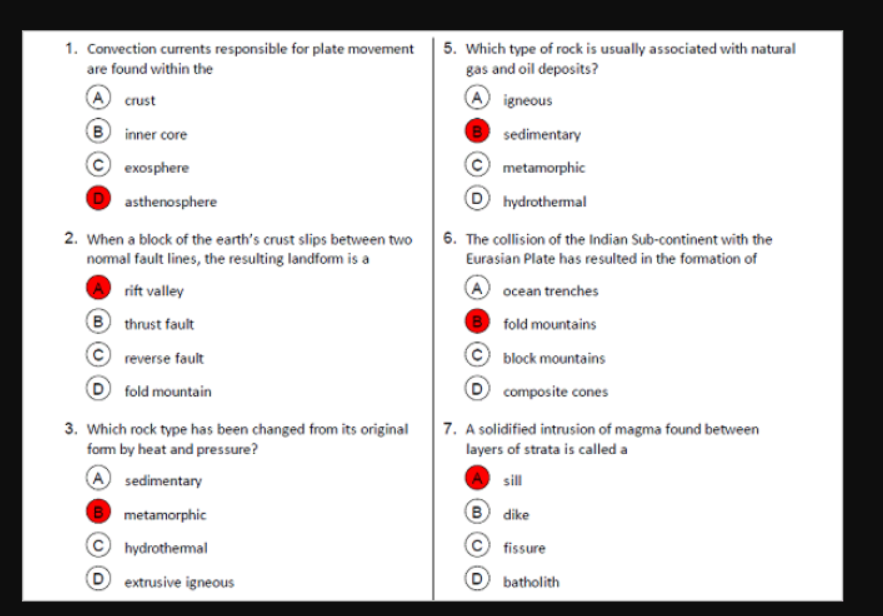 1. Convection currents responsible for plate movement
are found within the
A crust
B inner core
C exosphere
D asthenosphere
2. When a block of the earth's crust slips between two
normal fault lines, the resulting landform is a
A rift valley
B thrust fault
C reverse fault
D fold mountain
3. Which rock type has been changed from its original
form by heat and pressure?
A sedimentary
B metamorphic
C hydrothermal
D extrusive igneous
5. Which type of rock is usually associated with natural
gas and oil deposits?
A igneous
B sedimentary
C metamorphic
D hydrothermal
6. The collision of the Indian Sub-continent with the
Eurasian Plate has resulted in the formation of
A ocean trenches
B fold mountains
C block mountains
D composite cones
7. A solidified intrusion of magma found between
layers of strata is called a
A sill
B dike
C fissure
D batholith